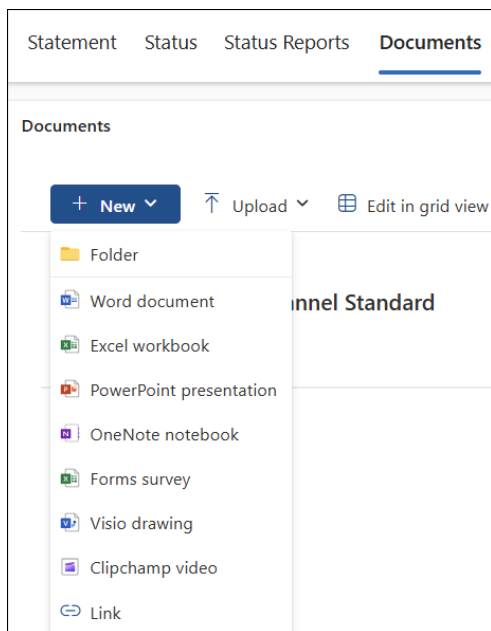 Statement Status Status Reports Documents
Documents
+ New Upload Edit in grid view
Folder
nnel Standard
Word document
Excel workbook
PowerPoint presentation
OneNote notebook
Forms survey
Visio drawing
Clipchamp video
Link